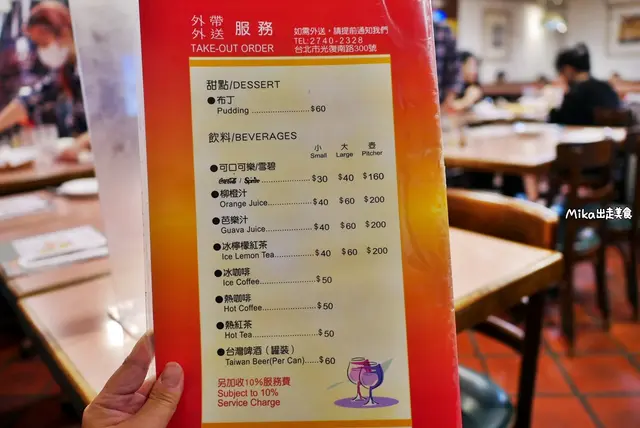 外帶
外送
服務
TAKE-OUT ORDER
如需外送,請提前通知我們
TEL:2740-2328
台北市光復南路300號
甜點/DESSERT
●布丁
Pudding ........................$60
飲料/BEVERAGES
小 大 壺
Small Large Pitcher
●可口可樂/雪碧
Coca-Cola / Sprite ............$30 $40 $160
●柳橙汁
Orange Juice....................$40 $60 $200
●芭樂汁
Guava Juice.....................$40 $60 $200
●冰檸檬紅茶
Ice Lemon Tea..................$40 $60 $200
●冰咖啡
Ice Coffee .......................$50
●熱咖啡
Hot Coffee.......................$50
●熱紅茶
Hot Tea...........................$50
●台灣啤酒(罐裝)
Taiwan Beer(Per Can).....$60
另加收10%服務費
Subject to 10%
Service Charge
Mika出走美食